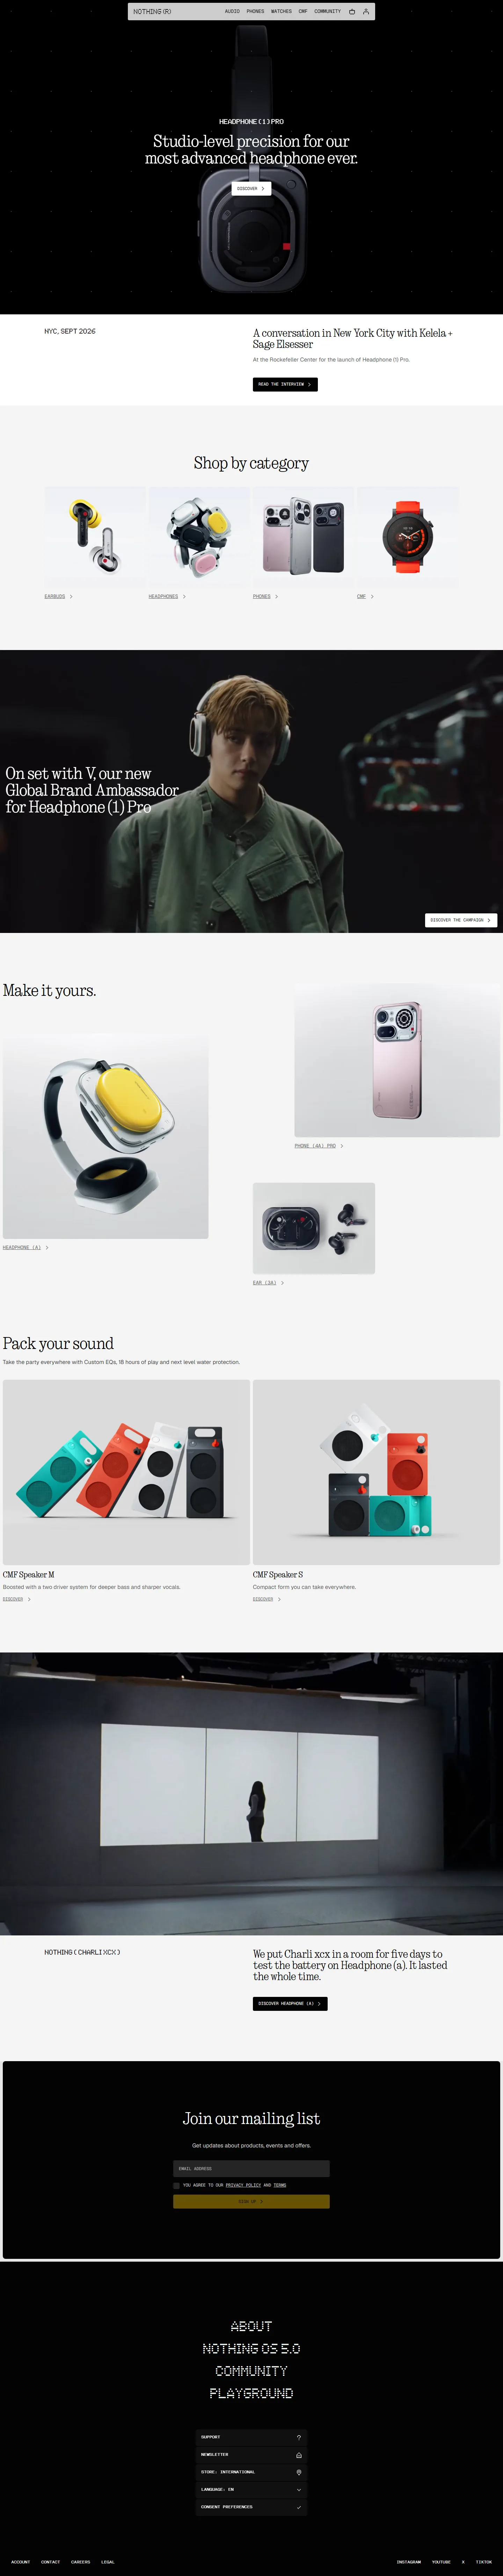 NOTHING (R)
AUDIO PHONES WATCHES CMF COMMUNITY
HEADPHONE (1) PRO
Studio-level precision for our
most advanced headphone ever.
DISCOVER
NYC, SEPT 2026
A conversation in New York City with Kelela +
Sage Elsesser
At the Rockefeller Center for the launch of Headphone (1) Pro.
READ THE INTERVIEW
Shop by category
EARBUDS
HEADPHONES
PHONES
CMF
On set with V, our new
Global Brand Ambassador
for Headphone (1) Pro
DISCOVER THE CAMPAIGN
Make it yours.
PHONE (4A) PRO
HEADPHONE (A)
EAR (3A)
Pack your sound
Take the party everywhere with Custom EQs, 18 hours of play and next level water protection.
CMF Speaker M
Boosted with a two driver system for deeper bass and sharper vocals.
DISCOVER
CMF Speaker S
Compact form you can take everywhere.
DISCOVER
NOTHING (CHARLI XCX)
We put Charli xcx in a room for five days to
test the battery on Headphone (a). It lasted
the whole time.
DISCOVER HEADPHONE (A)
Join our mailing list
Get updates about products, events and offers.
EMAIL ADDRESS
YOU AGREE TO OUR PRIVACY POLICY AND TERMS
SIGN UP
ABOUT
NOTHING OS 5.0
COMMUNITY
PLAYGROUND
SUPPORT
NEWSLETTER
STORE: INTERNATIONAL
LANGUAGE: EN
CONSENT PREFERENCES
ACCOUNT CONTACT CAREERS LEGAL
INSTAGRAM YOUTUBE X TIKTOK